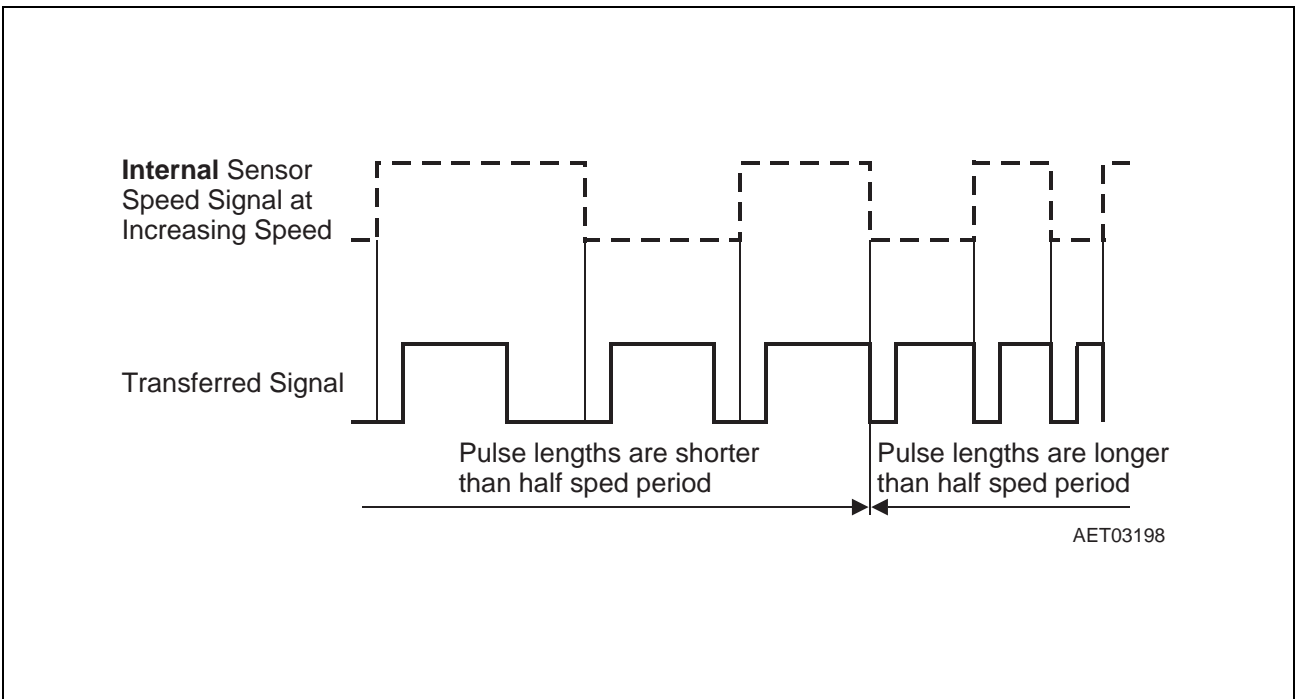 Internal Sensor
Speed Signal at
Increasing Speed
Transferred Signal
Pulse lengths are shorter
than half sped period
Pulse lengths are longer
than half sped period
AET03198